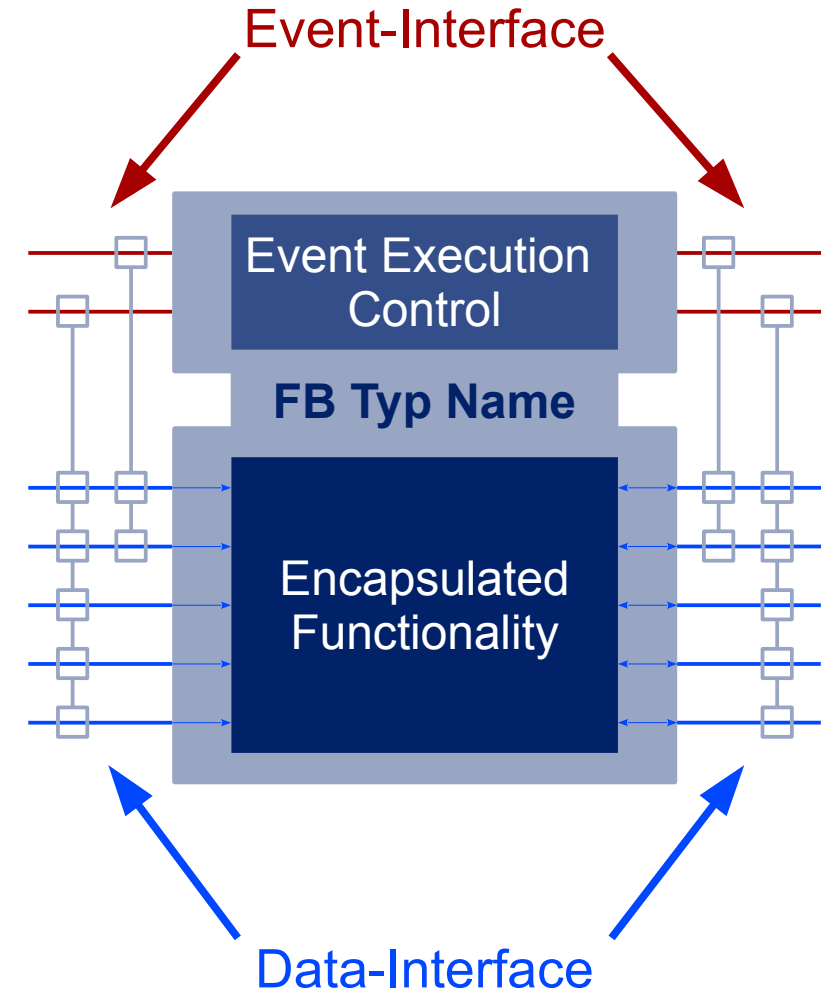 Event-Interface
Event Execution
Control
FB Typ Name
Encapsulated
Functionality
Data-Interface